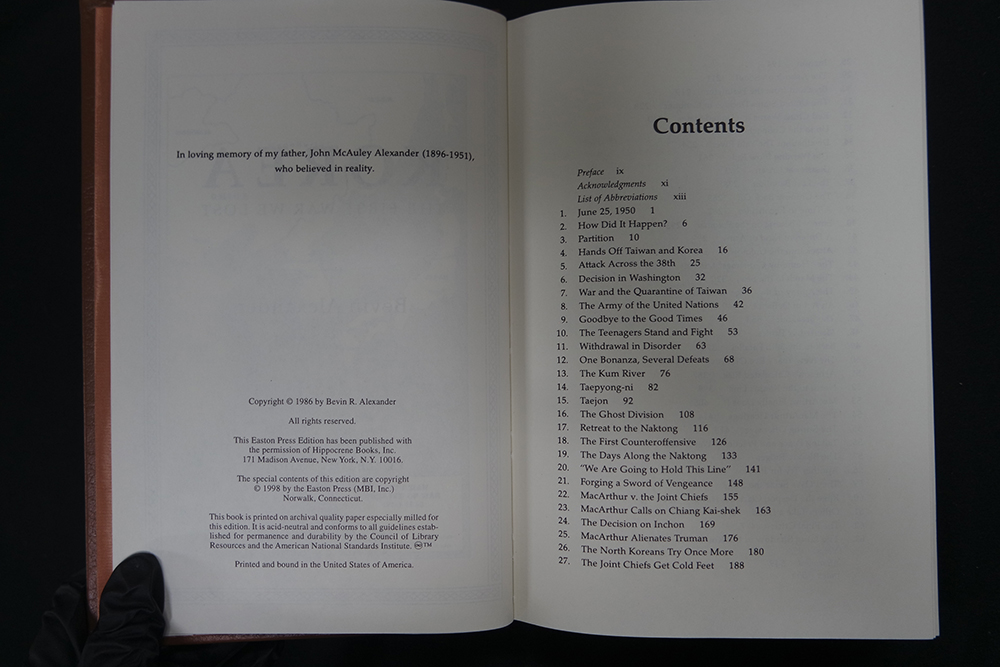 In loving memory of my father, John McAuley Alexander (1896-1951),
who believed in reality.
Copyright © 1986 by Bevin R. Alexander
All rights reserved.
This Easton Press Edition has been published with
the permission of Hippocrene Books, Inc.
171 Madison Avenue, New York, N.Y. 10016.
The special contents of this edition are copyright
© 1998 by the Easton Press (MBI, Inc.)
Norwalk, Connecticut.
This book is printed on archival quality paper especially milled for
this edition. It is acid-neutral and conforms to all guidelines estab-
lished for permanence and durability by the Council of Library
Resources and the American National Standards Institute. ♾™
Printed and bound in the United States of America.
Contents
Preface ix
Acknowledgments xi
List of Abbreviations xiii
1. June 25, 1950 1
2. How Did It Happen? 6
3. Partition 10
4. Hands Off Taiwan and Korea 16
5. Attack Across the 38th 25
6. Decision in Washington 32
7. War and the Quarantine of Taiwan 36
8. The Army of the United Nations 42
9. Goodbye to the Good Times 46
10. The Teenagers Stand and Fight 53
11. Withdrawal in Disorder 63
12. One Bonanza, Several Defeats 68
13. The Kum River 76
14. Taepyong-ni 82
15. Taejon 92
16. The Ghost Division 108
17. Retreat to the Naktong 116
18. The First Counteroffensive 126
19. The Days Along the Naktong 133
20. "We Are Going to Hold This Line" 141
21. Forging a Sword of Vengeance 148
22. MacArthur v. the Joint Chiefs 155
23. MacArthur Calls on Chiang Kai-shek 163
24. The Decision on Inchon 169
25. MacArthur Alienates Truman 176
26. The North Koreans Try Once More 180
27. The Joint Chiefs Get Cold Feet 188